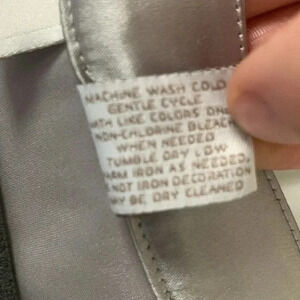 MACHINE WASH COLD
GENTLE CYCLE
WITH LIKE COLORS ONLY
NON-CHLORINE BLEACH
WHEN NEEDED
TUMBLE DRY LOW
WARM IRON AS NEEDED,
NOT IRON DECORATION
MAY BE DRY CLEANED